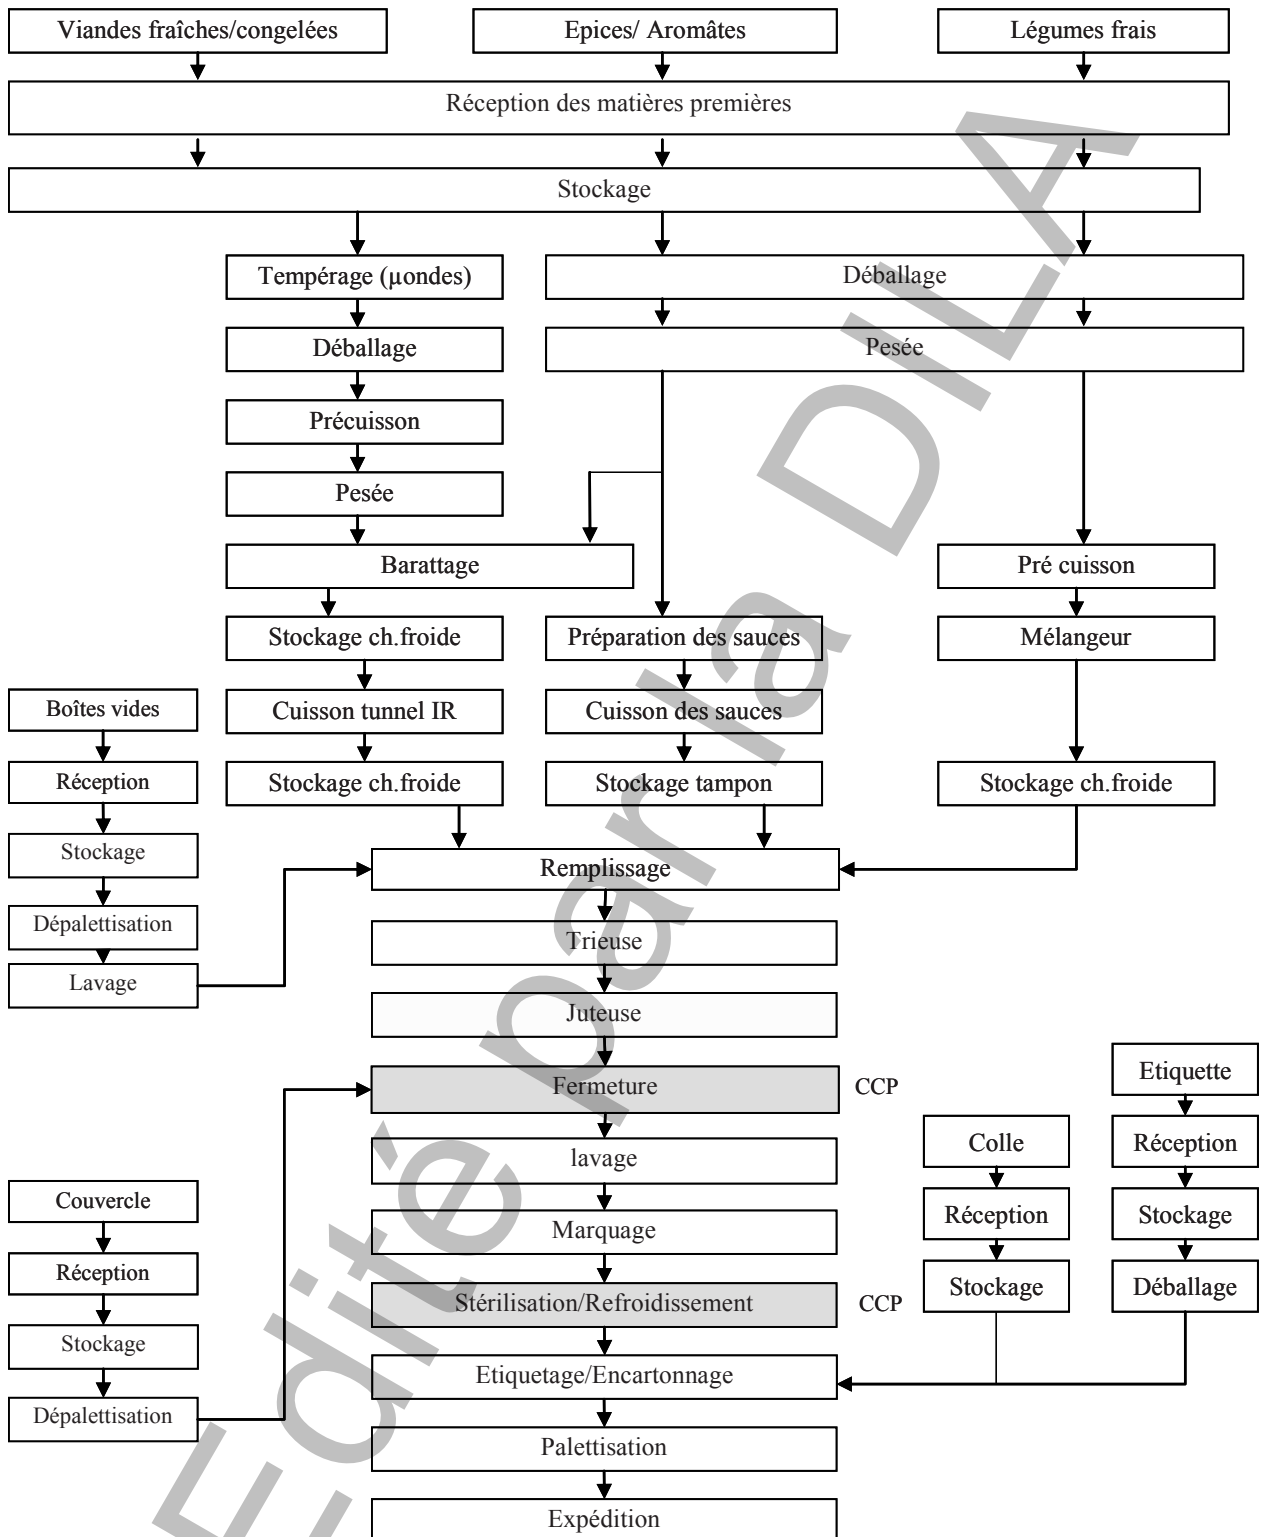 Viandes fraîches/congelées
Epices/ Aromâtes
Légumes frais
Réception des matières premières
Stockage
Tempérage (µondes)
Déballage
Déballage
Pesée
Précuisson
Pesée
Barattage
Pré cuisson
Stockage ch.froide
Préparation des sauces
Mélangeur
Boîtes vides
Cuisson tunnel IR
Cuisson des sauces
Réception
Stockage ch.froide
Stockage tampon
Stockage ch.froide
Stockage
Remplissage
Dépalettisation
Trieuse
Lavage
Juteuse
Fermeture
CCP
Etiquette
Colle
Réception
lavage
Couvercle
Marquage
Réception
Stockage
Réception
Stérilisation/Refroidissement
CCP
Stockage
Déballage
Stockage
Etiquetage/Encartonnage
Dépalettisation
Palettisation
Expédition
Edité par la DILA